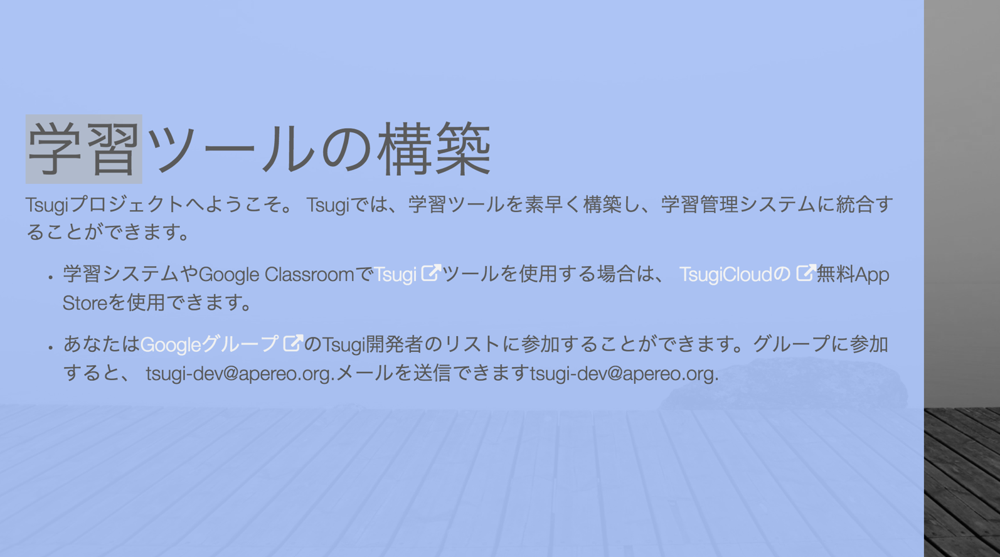 学習ツールの構築
Tsugiプロジェクトへようこそ。 Tsugiでは、学習ツールを素早く構築し、学習管理システムに統合す
ることができます。
• 学習システムやGoogle ClassroomでTsugi ツールを使用する場合は、 TsugiCloudの 無料App
Storeを使用できます。
• あなたはGoogleグループ のTsugi開発者のリストに参加することができます。グループに参加
すると、 tsugi-dev@apereo.org.メールを送信できますtsugi-dev@apereo.org.